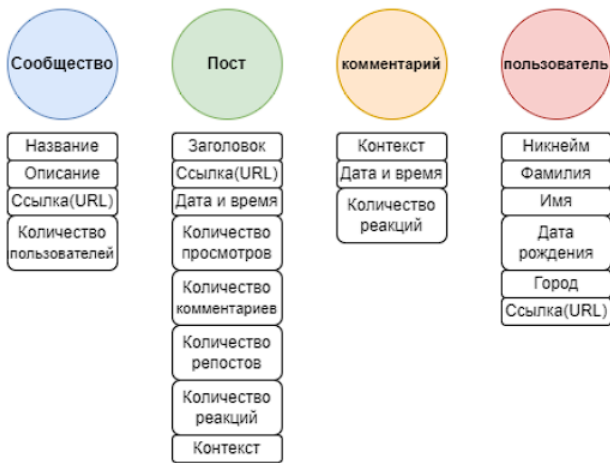 Сообщество
Название
Описание
Ссылка(URL)
Количество
пользователей
Пост
Заголовок
Ссылка(URL)
Дата и время
Количество
просмотров
Количество
комментариев
Количество
репостов
Количество
реакций
Контекст
комментарий
Контекст
Дата и время
Количество
реакций
пользователь
Никнейм
Фамилия
Имя
Дата
рождения
Город
Ссылка(URL)